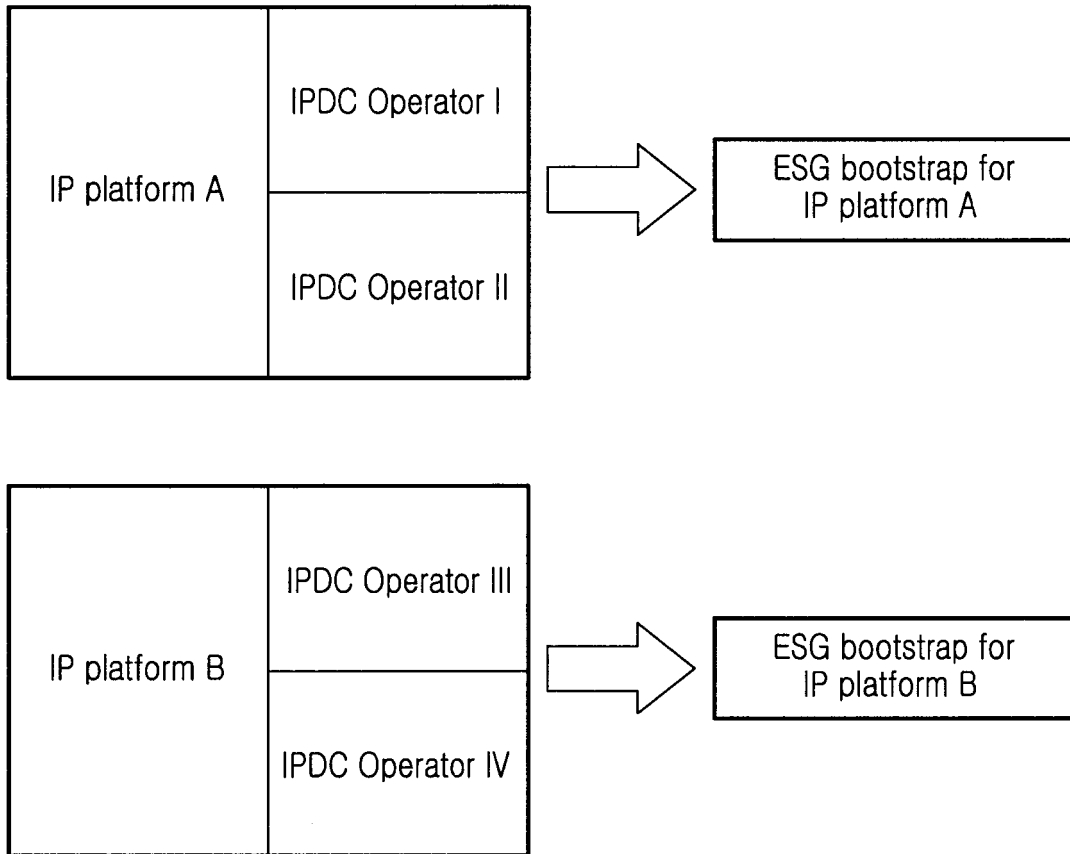 IP platform A
IPDC Operator I
IPDC Operator II
ESG bootstrap for
IP platform A
IP platform B
IPDC Operator III
IPDC Operator IV
ESG bootstrap for
IP platform B